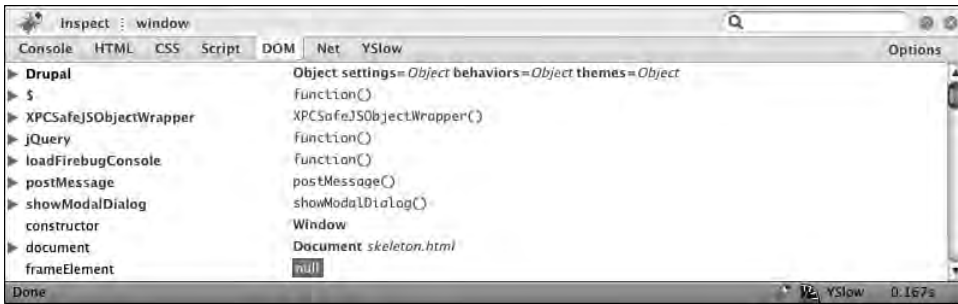 Inspect window
Console HTML CSS Script DOM Net YSlow Options
Drupal Object settings=Object behaviors=Object themes=Object
$ function()
XPCSafeJSObjectWrapper XPCSafeJSObjectWrapper()
jQuery function()
loadFirebugConsole function()
postMessage postMessage()
showModalDialog showModalDialog()
constructor Window
document Document skeleton.html
frameElement null
Done YSlow 0.167s